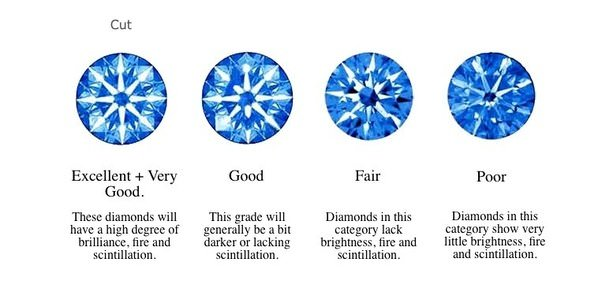 Cut
Excellent + Very
Good.
These diamonds will
have a high degree of
brilliance, fire and
scintillation.
Good
This grade will
generally be a bit
darker or lacking
scintillation.
Fair
Diamonds in this
category lack
brightness, fire and
scintillation.
Poor
Diamonds in this
category show very
little brightness, fire
and scintillation.